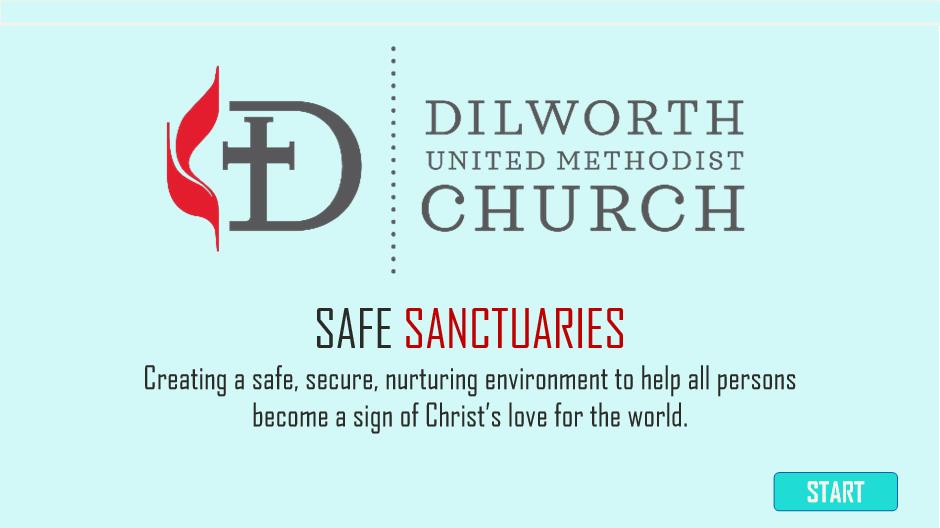 DILWORTH
UNITED METHODIST
CHURCH
SAFE SANCTUARIES
Creating a safe, secure, nurturing environment to help all persons
become a sign of Christ's love for the world.
START